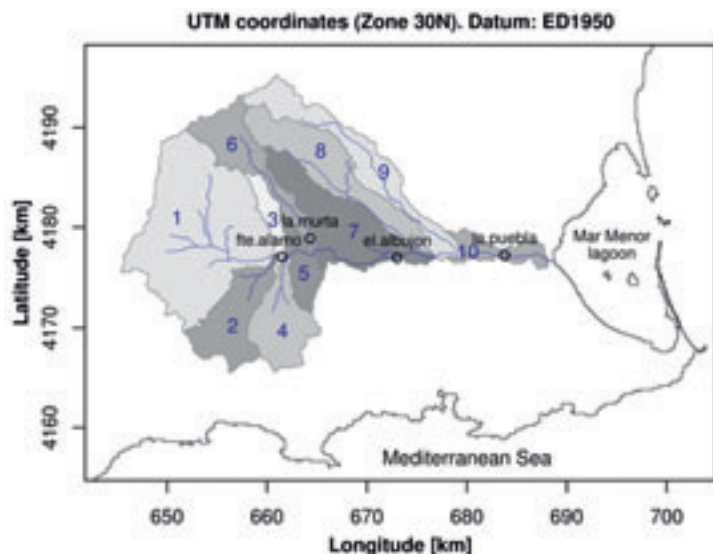 UTM coordinates (Zone 30N). Datum: ED1950
Latitude [km]
4190
4180
4170
4160
6
8
9
1
3
la.murta
7
fte.alamo
el.albujon
la.puebla
10
Mar Menor
lagoon
5
2
4
Mediterranean Sea
650
660
670
680
690
700
Longitude [km]